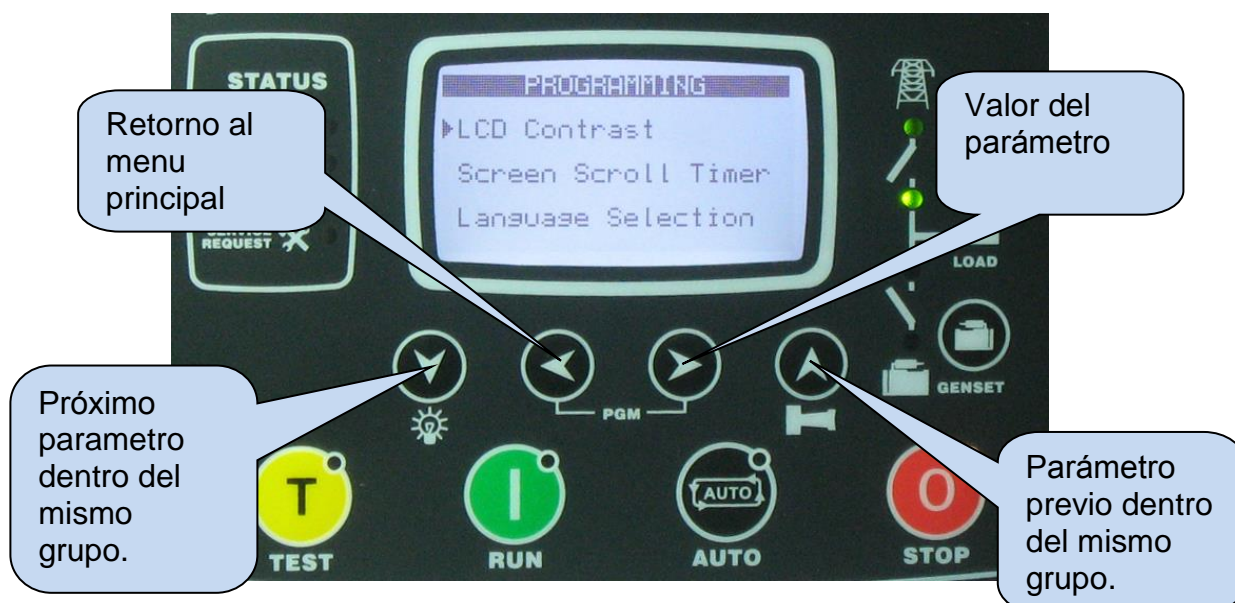 STATUS
PROGRAMMING
LCD Contrast
Screen Scroll Timer
Language Selection
Retorno al
menu
principal
Valor del
parámetro
REQUEST
LOAD
GENSET
PGM
Próximo
parametro
dentro del
mismo
grupo.
Parámetro
previo dentro
del mismo
grupo.
T
TEST
RUN
AUTO
AUTO
O
STOP